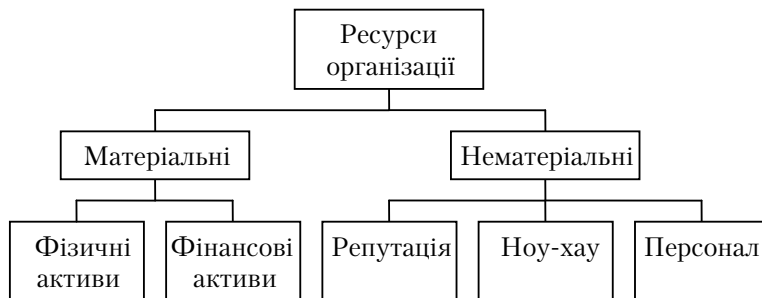 Ресурси
організації
Матеріальні
Нематеріальні
Фізичні
активи
Фінансові
активи
Репутація
Ноу-хау
Персонал